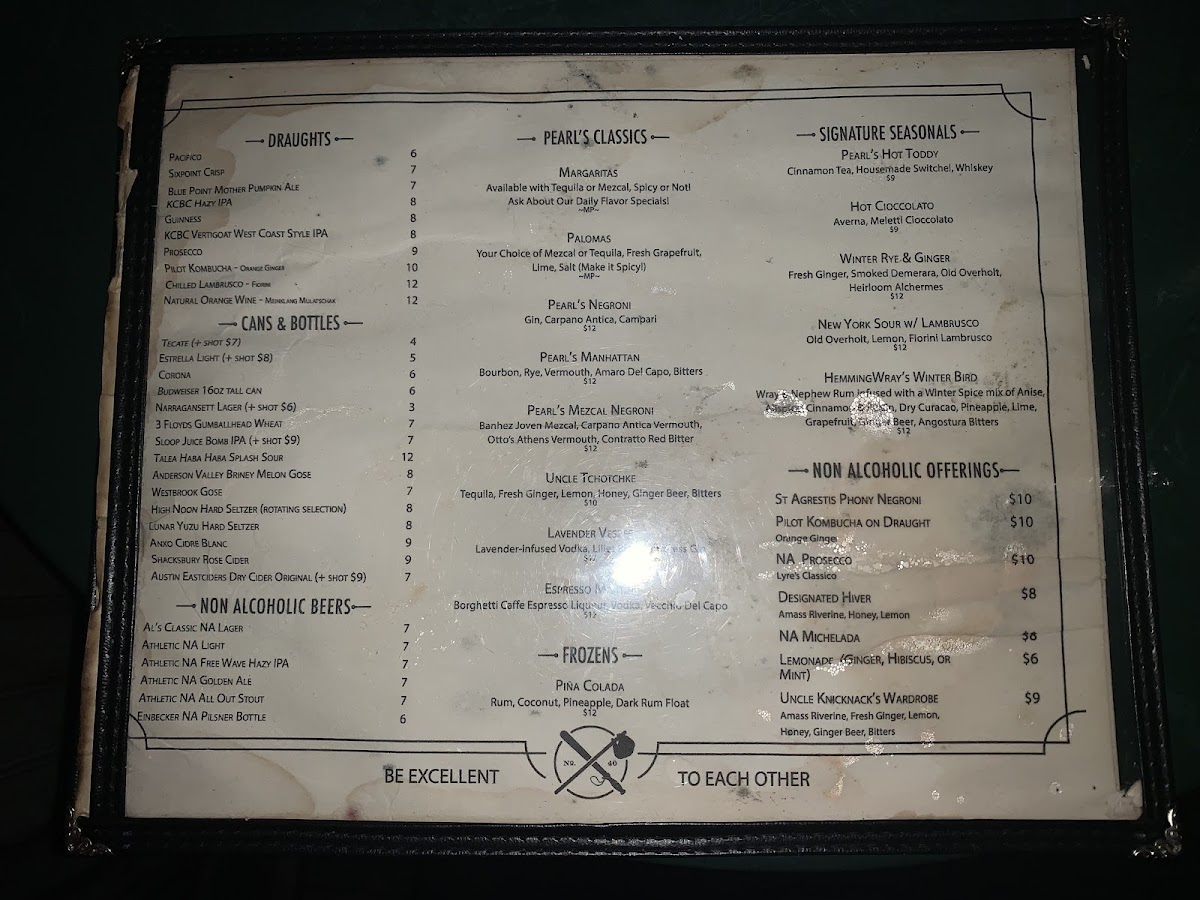 DRAUGHTS
PACIFICO 6
SIXPOINT CRISP 7
BLUE POINT MOTHER PUMPKIN ALE 7
KCBC HAZY IPA 8
GUINNESS 8
KCBC VERTIGOAT WEST COAST STYLE IPA 8
PROSECCO 9
PILOT KOMBUCHA - ORANGE GINGER 10
CHILLED LAMBRUSCO - FIORINI 12
NATURAL ORANGE WINE - MEINKLANG MULATSCHAK 12
CANS & BOTTLES
TECATE (+ SHOT $7) 4
ESTRELLA LIGHT (+ SHOT $8) 5
CORONA 6
BUDWEISER 16OZ TALL CAN 6
NARRAGANSETT LAGER (+ SHOT $6) 3
3 FLOYDS GUMBALLHEAD WHEAT 7
SLOOP JUICE BOMB IPA (+ SHOT $9) 7
TALEA HABA HABA SPLASH SOUR 12
ANDERSON VALLEY BRINEY MELON GOSE 8
WESTBROOK GOSE 7
HIGH NOON HARD SELTZER (ROTATING SELECTION) 8
LUNAR YUZU HARD SELTZER 8
ANXO CIDRE BLANC 9
SHACKSBURY ROSE CIDER 9
AUSTIN EASTCIDERS DRY CIDER ORIGINAL (+ SHOT $9) 7
NON ALCOHOLIC BEERS
AL'S CLASSIC NA LAGER 7
ATHLETIC NA LIGHT 7
ATHLETIC NA FREE WAVE HAZY IPA 7
ATHLETIC NA GOLDEN ALE 7
ATHLETIC NA ALL OUT STOUT 7
EINBECKER NA PILSNER BOTTLE 6
PEARL'S CLASSICS
MARGARITAS
Available with Tequila or Mezcal, Spicy or Not!
Ask About Our Daily Flavor Specials!
~MP~
PALOMAS
Your Choice of Mezcal or Tequila, Fresh Grapefruit,
Lime, Salt (Make it Spicy!)
~MP~
PEARL'S NEGRONI
Gin, Carpano Antica, Campari
$12
PEARL'S MANHATTAN
Bourbon, Rye, Vermouth, Amaro Del Capo, Bitters
$12
PEARL'S MEZCAL NEGRONI
Banhez Joven Mezcal, Carpano Antica Vermouth,
Otto's Athens Vermouth, Contratto Red Bitter
$12
UNCLE TCHOTCHKE
Tequila, Fresh Ginger, Lemon, Honey, Ginger Beer, Bitters
$10
LAVENDER
Lavender-infused Vodka, Gin
ESPRESSO
Borghetti Caffe Espresso Liqueur, Vodka, Vecchio Del Capo
$12
FROZENS
PIÑA COLADA
Rum, Coconut, Pineapple, Dark Rum Float
$12
SIGNATURE SEASONALS
PEARL'S HOT TODDY
Cinnamon Tea, Housemade Switchel, Whiskey
$9
HOT CIOCCOLATO
Averna, Meletti Cioccolato
$9
WINTER RYE & GINGER
Fresh Ginger, Smoked Demerara, Old Overholt,
Heirloom Alchermes
$12
NEW YORK SOUR W/ LAMBRUSCO
Old Overholt, Lemon, Fiorini Lambrusco
$12
HEMMINGWRAY'S WINTER BIRD
Wray & Nephew Rum infused with a Winter Spice mix of Anise,
Cinnamon & Dry Curacao, Pineapple, Lime,
Grapefruit, Ginger Beer, Angostura Bitters
$12
NON ALCOHOLIC OFFERINGS
ST AGRESTIS PHONY NEGRONI $10
PILOT KOMBUCHA ON DRAUGHT $10
Orange Ginger
NA PROSECCO $10
Lyre's Classico
DESIGNATED HIVER $8
Amass Riverine, Honey, Lemon
NA MICHELADA $6
LEMONADE (GINGER, HIBISCUS, OR $6
MINT)
UNCLE KNICKNACK'S WARDROBE $9
Amass Riverine, Fresh Ginger, Lemon,
Honey, Ginger Beer, Bitters
No. 40
BE EXCELLENT TO EACH OTHER